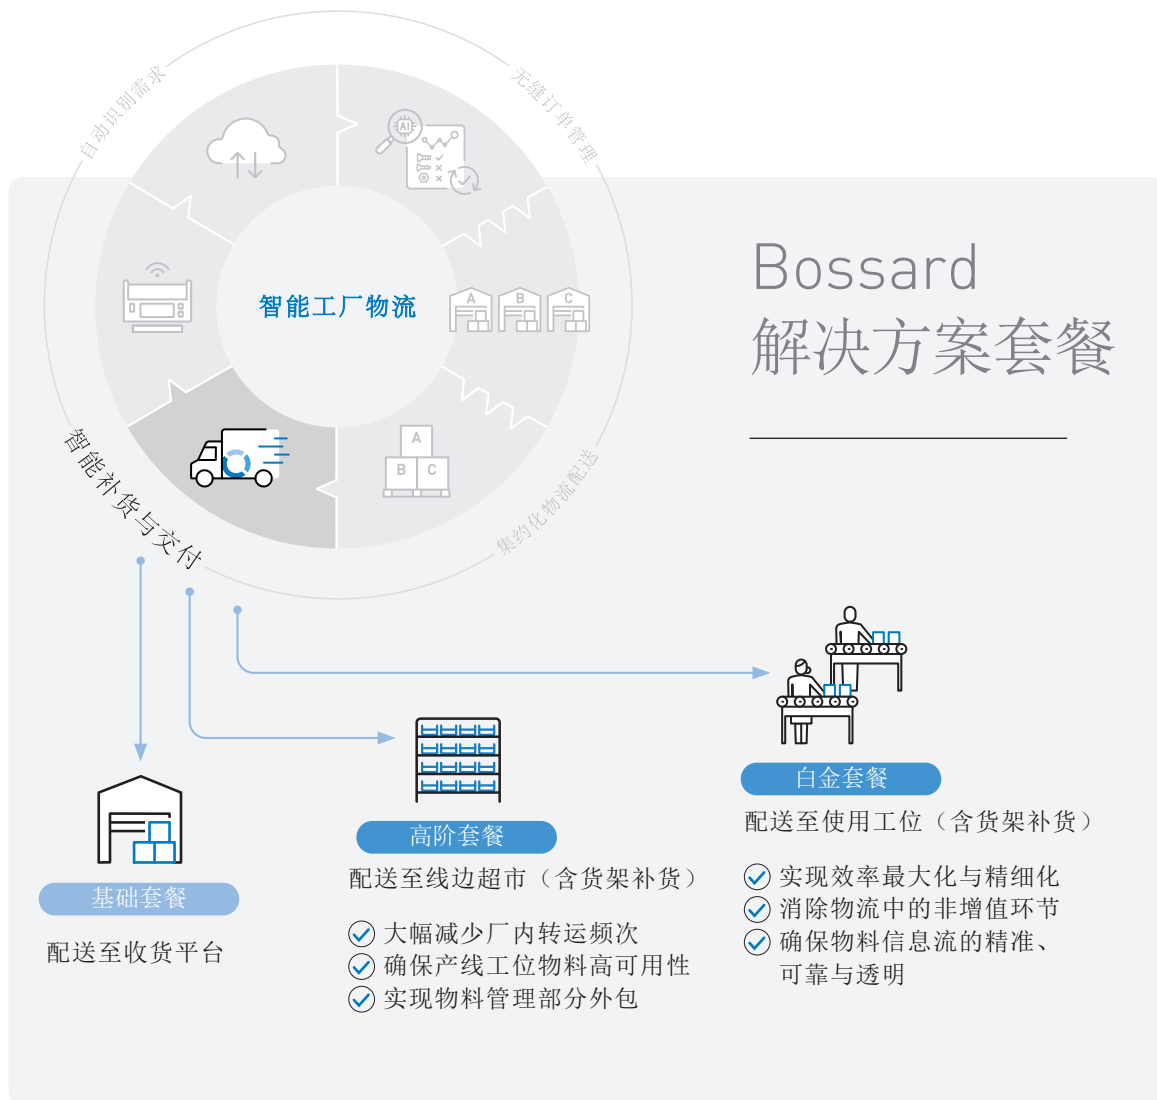 自动识别需求
无缝订单管理
AI
智能工厂物流
A
B
C
A
B
C
智能补货与交付
集约化物流配送
Bossard
解决方案套餐
基础套餐
配送至收货平台
高阶套餐
配送至线边超市（含货架补货）
大幅减少厂内转运频次
确保产线工位物料高可用性
实现物料管理部分外包
白金套餐
配送至使用工位（含货架补货）
实现效率最大化与精细化
消除物流中的非增值环节
确保物料信息流的精准、
可靠与透明